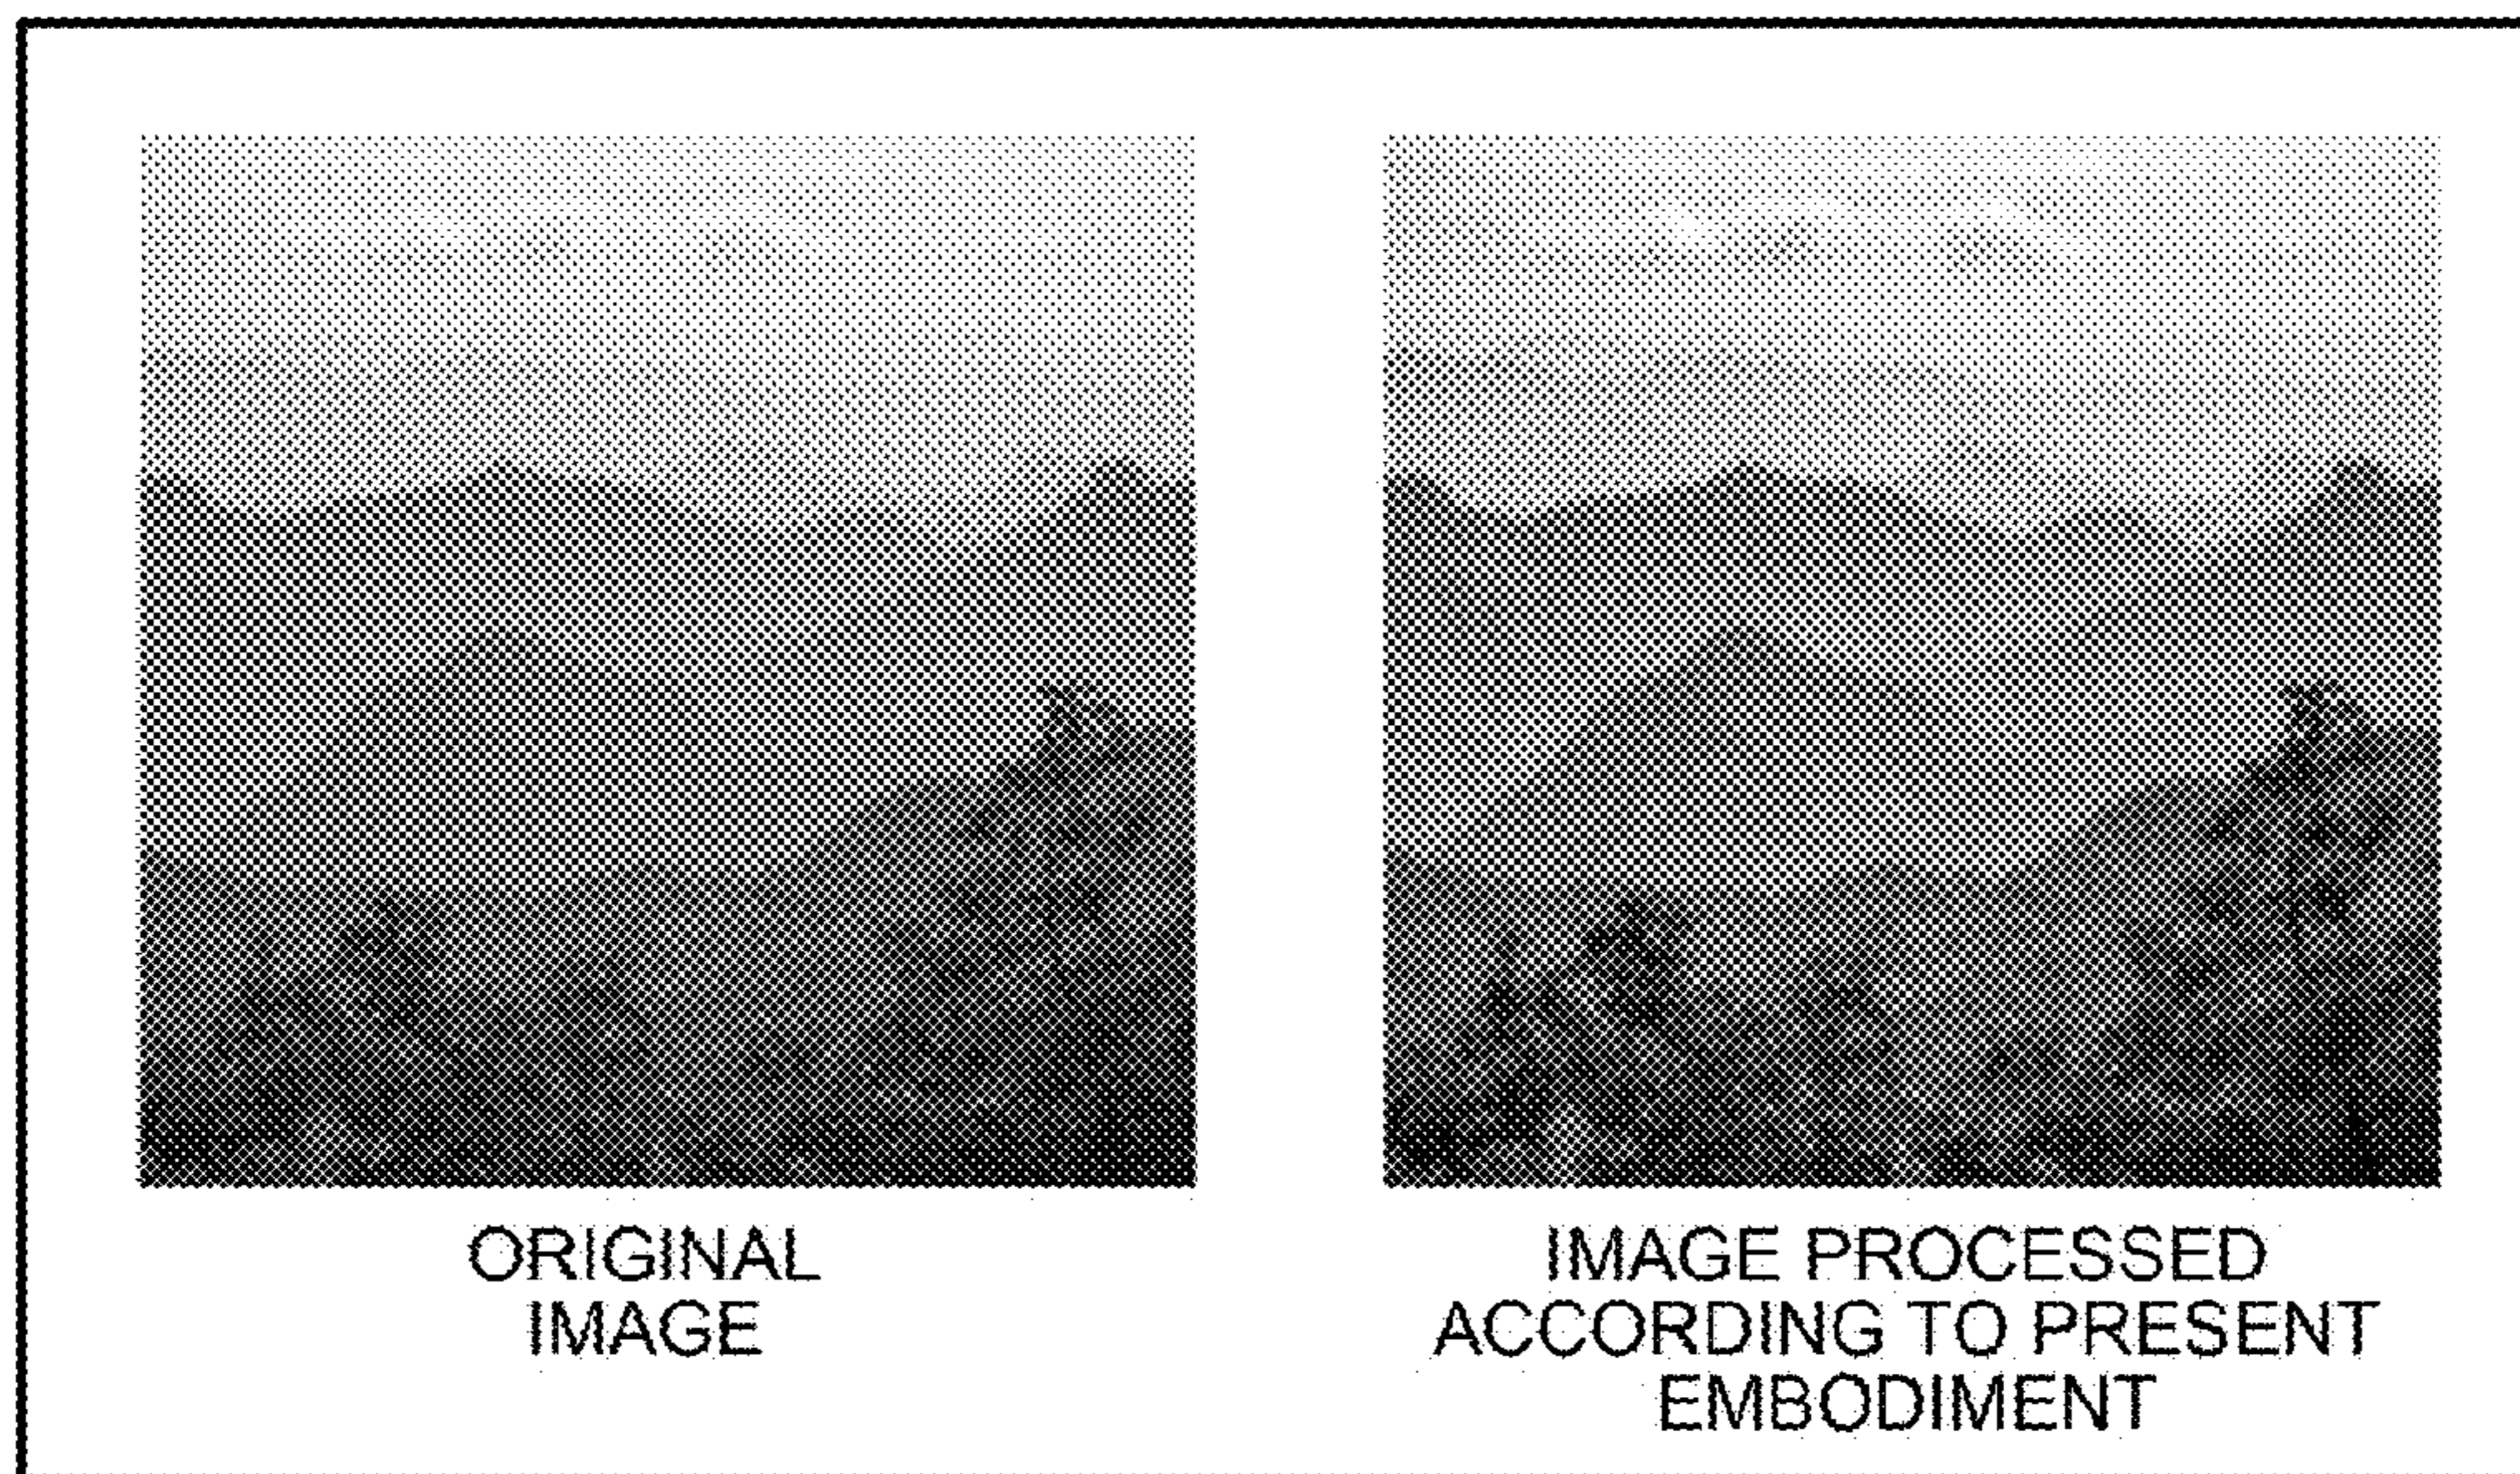 ORIGINAL
IMAGE
IMAGE PROCESSED
ACCORDING TO PRESENT
EMBODIMENT